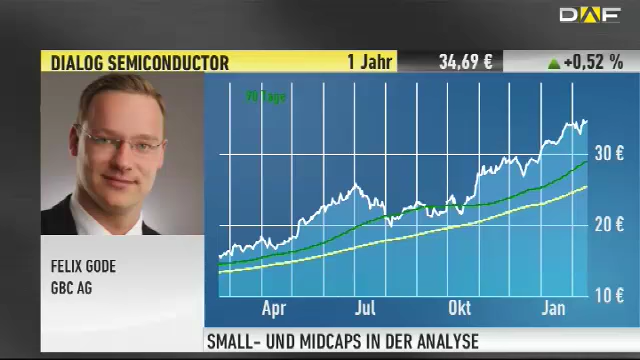 DAF
DIALOG SEMICONDUCTOR 1 Jahr 34,69 € +0,52 %
90 Tage
30 €
20 €
10 €
Apr Jul Okt Jan
FELIX GODE
GBC AG
SMALL- UND MIDCAPS IN DER ANALYSE